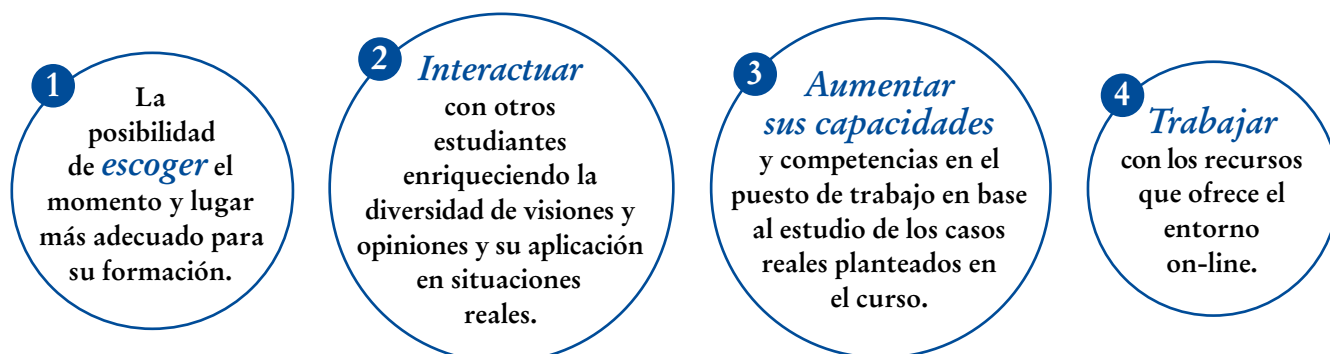 1
La
posibilidad
de escoger el
momento y lugar
más adecuado para
su formación.
2
Interactuar
con otros
estudiantes
enriqueciendo la
diversidad de visiones y
opiniones y su aplicación
en situaciones
reales.
3
Aumentar
sus capacidades
y competencias en el
puesto de trabajo en base
al estudio de los casos
reales planteados en
el curso.
4
Trabajar
con los recursos
que ofrece el
entorno
on-line.